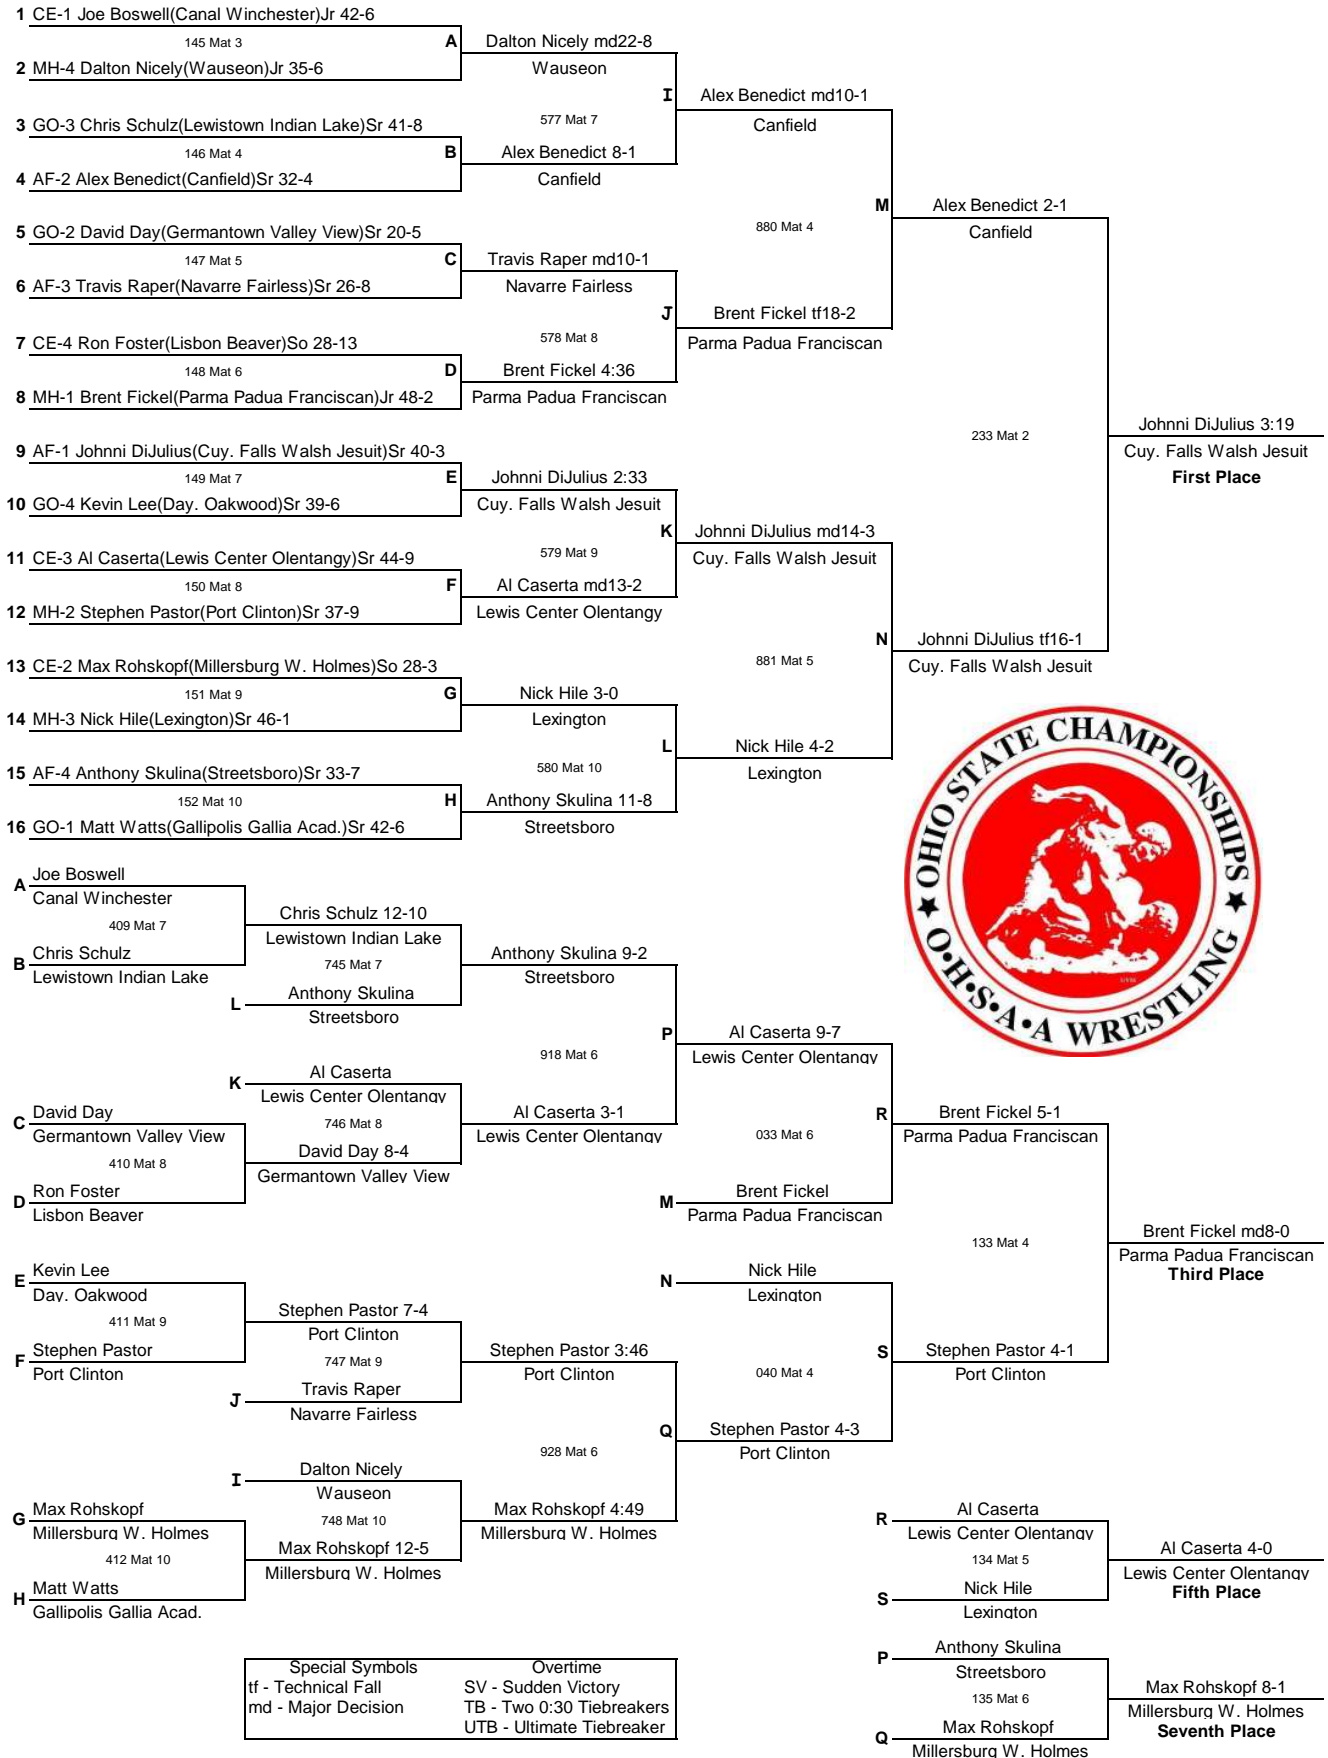 1 CE-1 Joe Boswell(Canal Winchester)Jr 42-6
145 Mat 3
A
2 MH-4 Dalton Nicely(Wauseon)Jr 35-6
Dalton Nicely md22-8
Wauseon
3 GO-3 Chris Schulz(Lewistown Indian Lake)Sr 41-8
146 Mat 4
B
4 AF-2 Alex Benedict(Canfield)Sr 32-4
577 Mat 7
I
Alex Benedict 8-1
Canfield
Alex Benedict md10-1
Canfield
5 GO-2 David Day(Germantown Valley View)Sr 20-5
147 Mat 5
C
6 AF-3 Travis Raper(Navarre Fairless)Sr 26-8
Travis Raper md10-1
Navarre Fairless
7 CE-4 Ron Foster(Lisbon Beaver)So 28-13
148 Mat 6
D
8 MH-1 Brent Fickel(Parma Padua Franciscan)Jr 48-2
578 Mat 8
J
Brent Fickel 4:36
Parma Padua Franciscan
Brent Fickel tf18-2
Parma Padua Franciscan
880 Mat 4
M
Alex Benedict 2-1
Canfield
9 AF-1 Johnni DiJulius(Cuy. Falls Walsh Jesuit)Sr 40-3
149 Mat 7
E
10 GO-4 Kevin Lee(Day. Oakwood)Sr 39-6
Johnni DiJulius 2:33
Cuy. Falls Walsh Jesuit
11 CE-3 Al Caserta(Lewis Center Olentangy)Sr 44-9
150 Mat 8
F
12 MH-2 Stephen Pastor(Port Clinton)Sr 37-9
579 Mat 9
K
Al Caserta md13-2
Lewis Center Olentangy
Johnni DiJulius md14-3
Cuy. Falls Walsh Jesuit
13 CE-2 Max Rohskopf(Millersburg W. Holmes)So 28-3
151 Mat 9
G
14 MH-3 Nick Hile(Lexington)Sr 46-1
Nick Hile 3-0
Lexington
15 AF-4 Anthony Skulina(Streetsboro)Sr 33-7
152 Mat 10
H
16 GO-1 Matt Watts(Gallipolis Gallia Acad.)Sr 42-6
580 Mat 10
L
Anthony Skulina 11-8
Streetsboro
Nick Hile 4-2
Lexington
881 Mat 5
N
Johnni DiJulius tf16-1
Cuy. Falls Walsh Jesuit
233 Mat 2
Johnni DiJulius 3:19
Cuy. Falls Walsh Jesuit
First Place
OHIO STATE CHAMPIONSHIPS
O•H•S•A•A WRESTLING
A Joe Boswell
Canal Winchester
409 Mat 7
B Chris Schulz
Lewistown Indian Lake
Chris Schulz 12-10
Lewistown Indian Lake
745 Mat 7
L Anthony Skulina
Streetsboro
Anthony Skulina 9-2
Streetsboro
918 Mat 6
P
K Al Caserta
Lewis Center Olentangy
746 Mat 8
C David Day
Germantown Valley View
410 Mat 8
D Ron Foster
Lisbon Beaver
David Day 8-4
Germantown Valley View
Al Caserta 3-1
Lewis Center Olentangy
Al Caserta 9-7
Lewis Center Olentangy
033 Mat 6
R
M Brent Fickel
Parma Padua Franciscan
Brent Fickel 5-1
Parma Padua Franciscan
133 Mat 4
Brent Fickel md8-0
Parma Padua Franciscan
Third Place
E Kevin Lee
Day. Oakwood
411 Mat 9
F Stephen Pastor
Port Clinton
Stephen Pastor 7-4
Port Clinton
747 Mat 9
J Travis Raper
Navarre Fairless
Stephen Pastor 3:46
Port Clinton
928 Mat 6
Q
N Nick Hile
Lexington
040 Mat 4
S
Stephen Pastor 4-3
Port Clinton
Stephen Pastor 4-1
Port Clinton
I Dalton Nicely
Wauseon
748 Mat 10
G Max Rohskopf
Millersburg W. Holmes
412 Mat 10
H Matt Watts
Gallipolis Gallia Acad.
Max Rohskopf 12-5
Millersburg W. Holmes
Max Rohskopf 4:49
Millersburg W. Holmes
R Al Caserta
Lewis Center Olentangy
134 Mat 5
S Nick Hile
Lexington
Al Caserta 4-0
Lewis Center Olentangy
Fifth Place
P Anthony Skulina
Streetsboro
135 Mat 6
Q Max Rohskopf
Millersburg W. Holmes
Max Rohskopf 8-1
Millersburg W. Holmes
Seventh Place
Special Symbols
tf - Technical Fall
md - Major Decision
Overtime
SV - Sudden Victory
TB - Two 0:30 Tiebreakers
UTB - Ultimate Tiebreaker